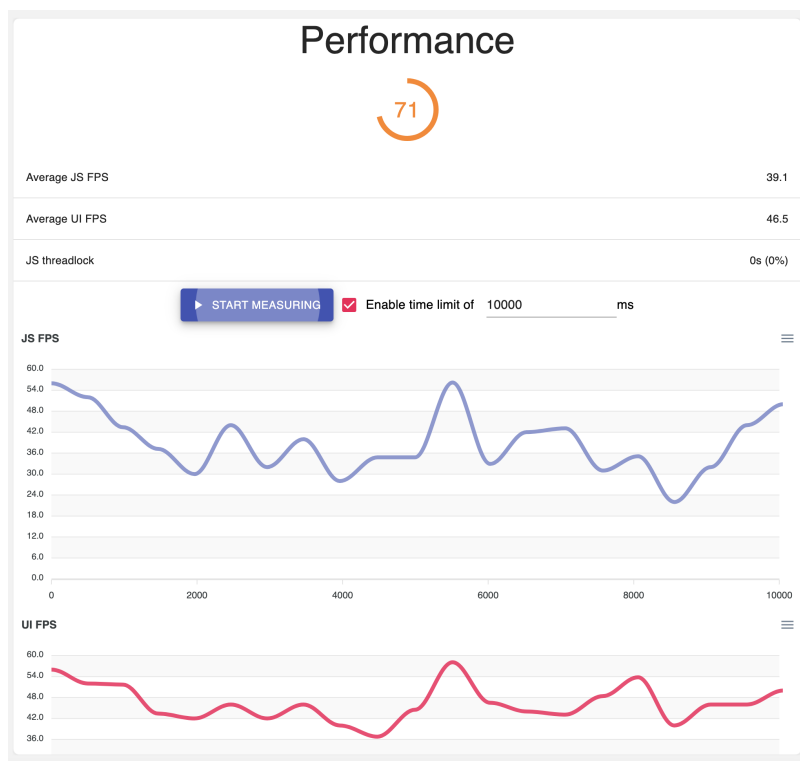 Performance
71
Average JS FPS 39.1
Average UI FPS 46.5
JS threadlock 0s (0%)
START MEASURING Enable time limit of 10000 ms
JS FPS
60.0
54.0
48.0
42.0
36.0
30.0
24.0
18.0
12.0
6.0
0.0
0 2000 4000 6000 8000 10000
UI FPS
60.0
54.0
48.0
42.0
36.0